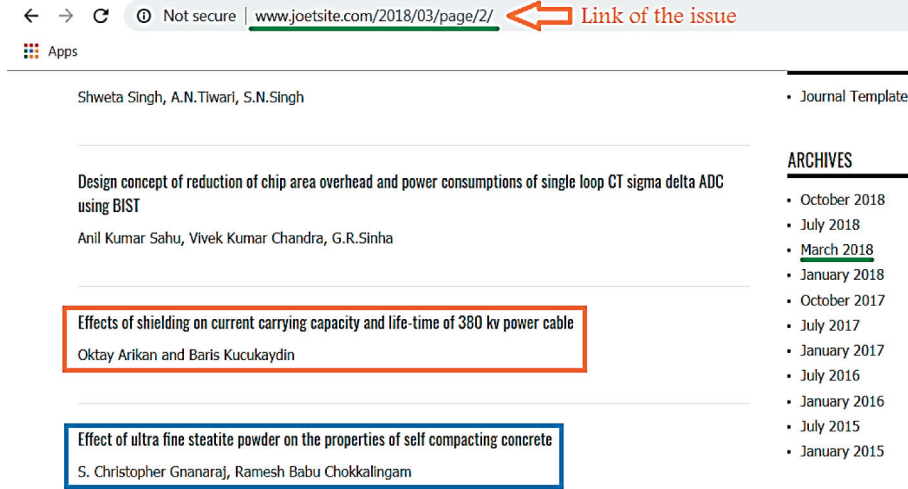 Not secure | www.joetsite.com/2018/03/page/2/
Link of the issue
Apps
Shweta Singh, A.N.Tiwari, S.N.Singh
Design concept of reduction of chip area overhead and power consumptions of single loop CT sigma delta ADC
using BIST
Anil Kumar Sahu, Vivek Kumar Chandra, G.R.Sinha
Effects of shielding on current carrying capacity and life-time of 380 kv power cable
Oktay Arikan and Baris Kucukaydin
Effect of ultra fine steatite powder on the properties of self compacting concrete
S. Christopher Gnanaraj, Ramesh Babu Chokkalingam
• Journal Template
ARCHIVES
• October 2018
• July 2018
• March 2018
• January 2018
• October 2017
• July 2017
• January 2017
• July 2016
• January 2016
• July 2015
• January 2015